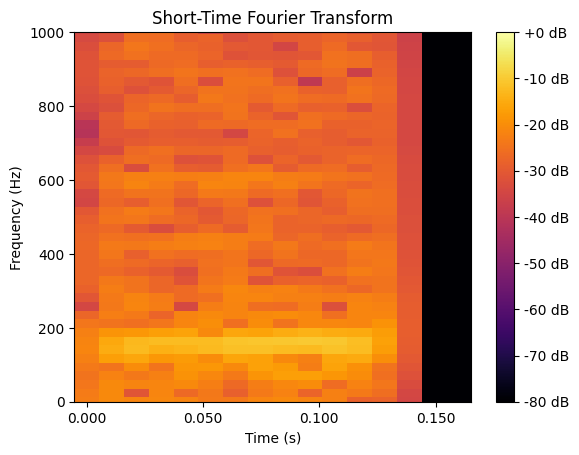 Short-Time Fourier Transform
1000
800
600
400
200
0
Frequency (Hz)
0.000
0.050
0.100
0.150
Time (s)
+0 dB
-10 dB
-20 dB
-30 dB
-40 dB
-50 dB
-60 dB
-70 dB
-80 dB